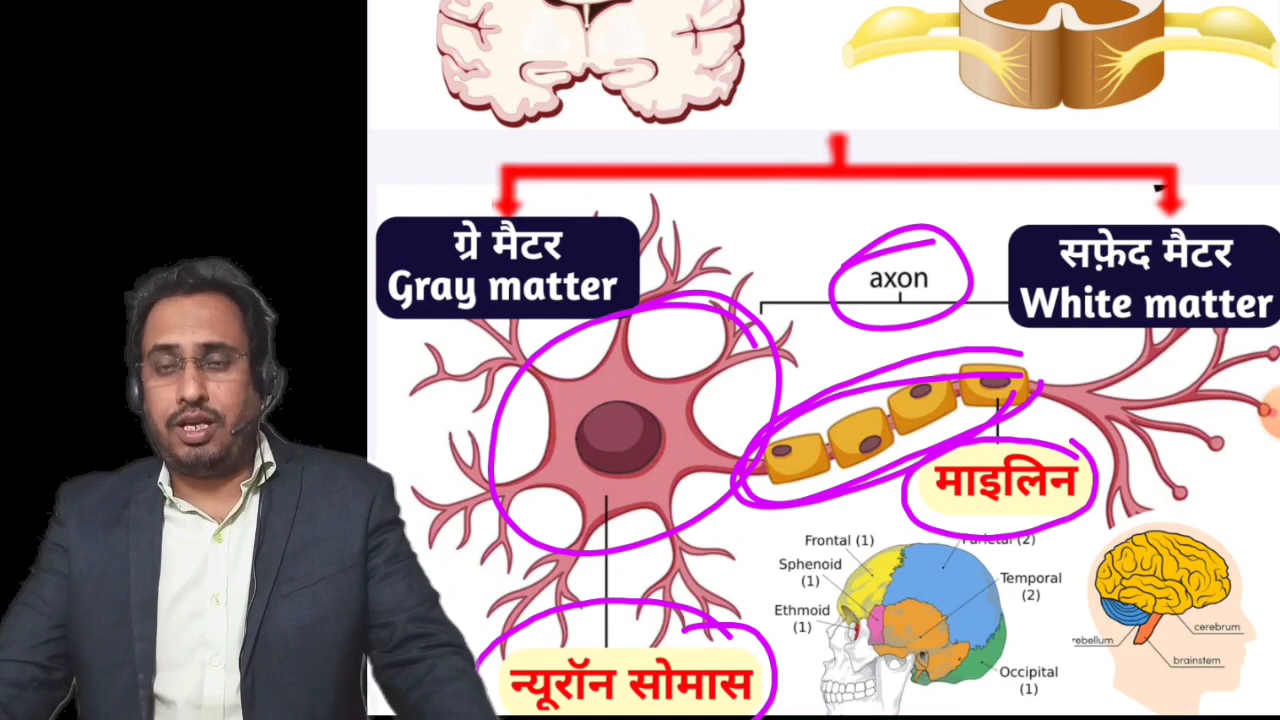 ग्रे मैटर
Gray matter
axon
सफ़ेद मैटर
White matter
माइलिन
न्यूरॉन सोमास
Frontal (1)
Sphenoid
(1)
Ethmoid
(1)
Parietal (2)
Temporal
(2)
Occipital
(1)
cerebrum
rebellum
brainstem